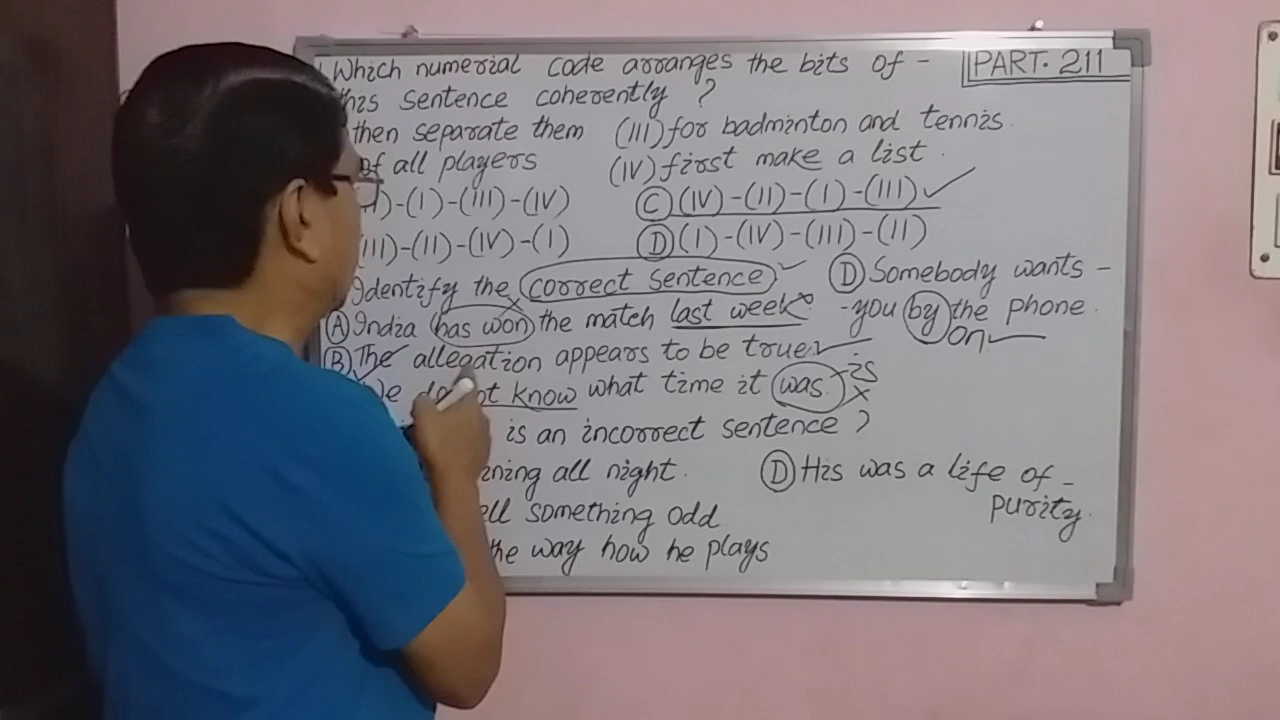 Which numerial code arranges the bits of -
PART. 211
this sentence coherently ?
then separate them (III) for badminton and tennis
of all players (IV) first make a list.
)-(I)-(III)-(IV) (C) (IV)-(II)-(I)-(III) ✓
(III)-(II)-(IV)-(I) (D) (I)-(IV)-(III)-(II)
Identify the correct sentence ✓ (D) Somebody wants -
(A) India has won the match last week. -you by the phone.
x on ✓
(B) The allegation appears to be true. ✓
We do not know what time it was. is x
is an incorrect sentence ?
ining all night. (D) His was a life of -
purity.
ell something odd
the way how he plays